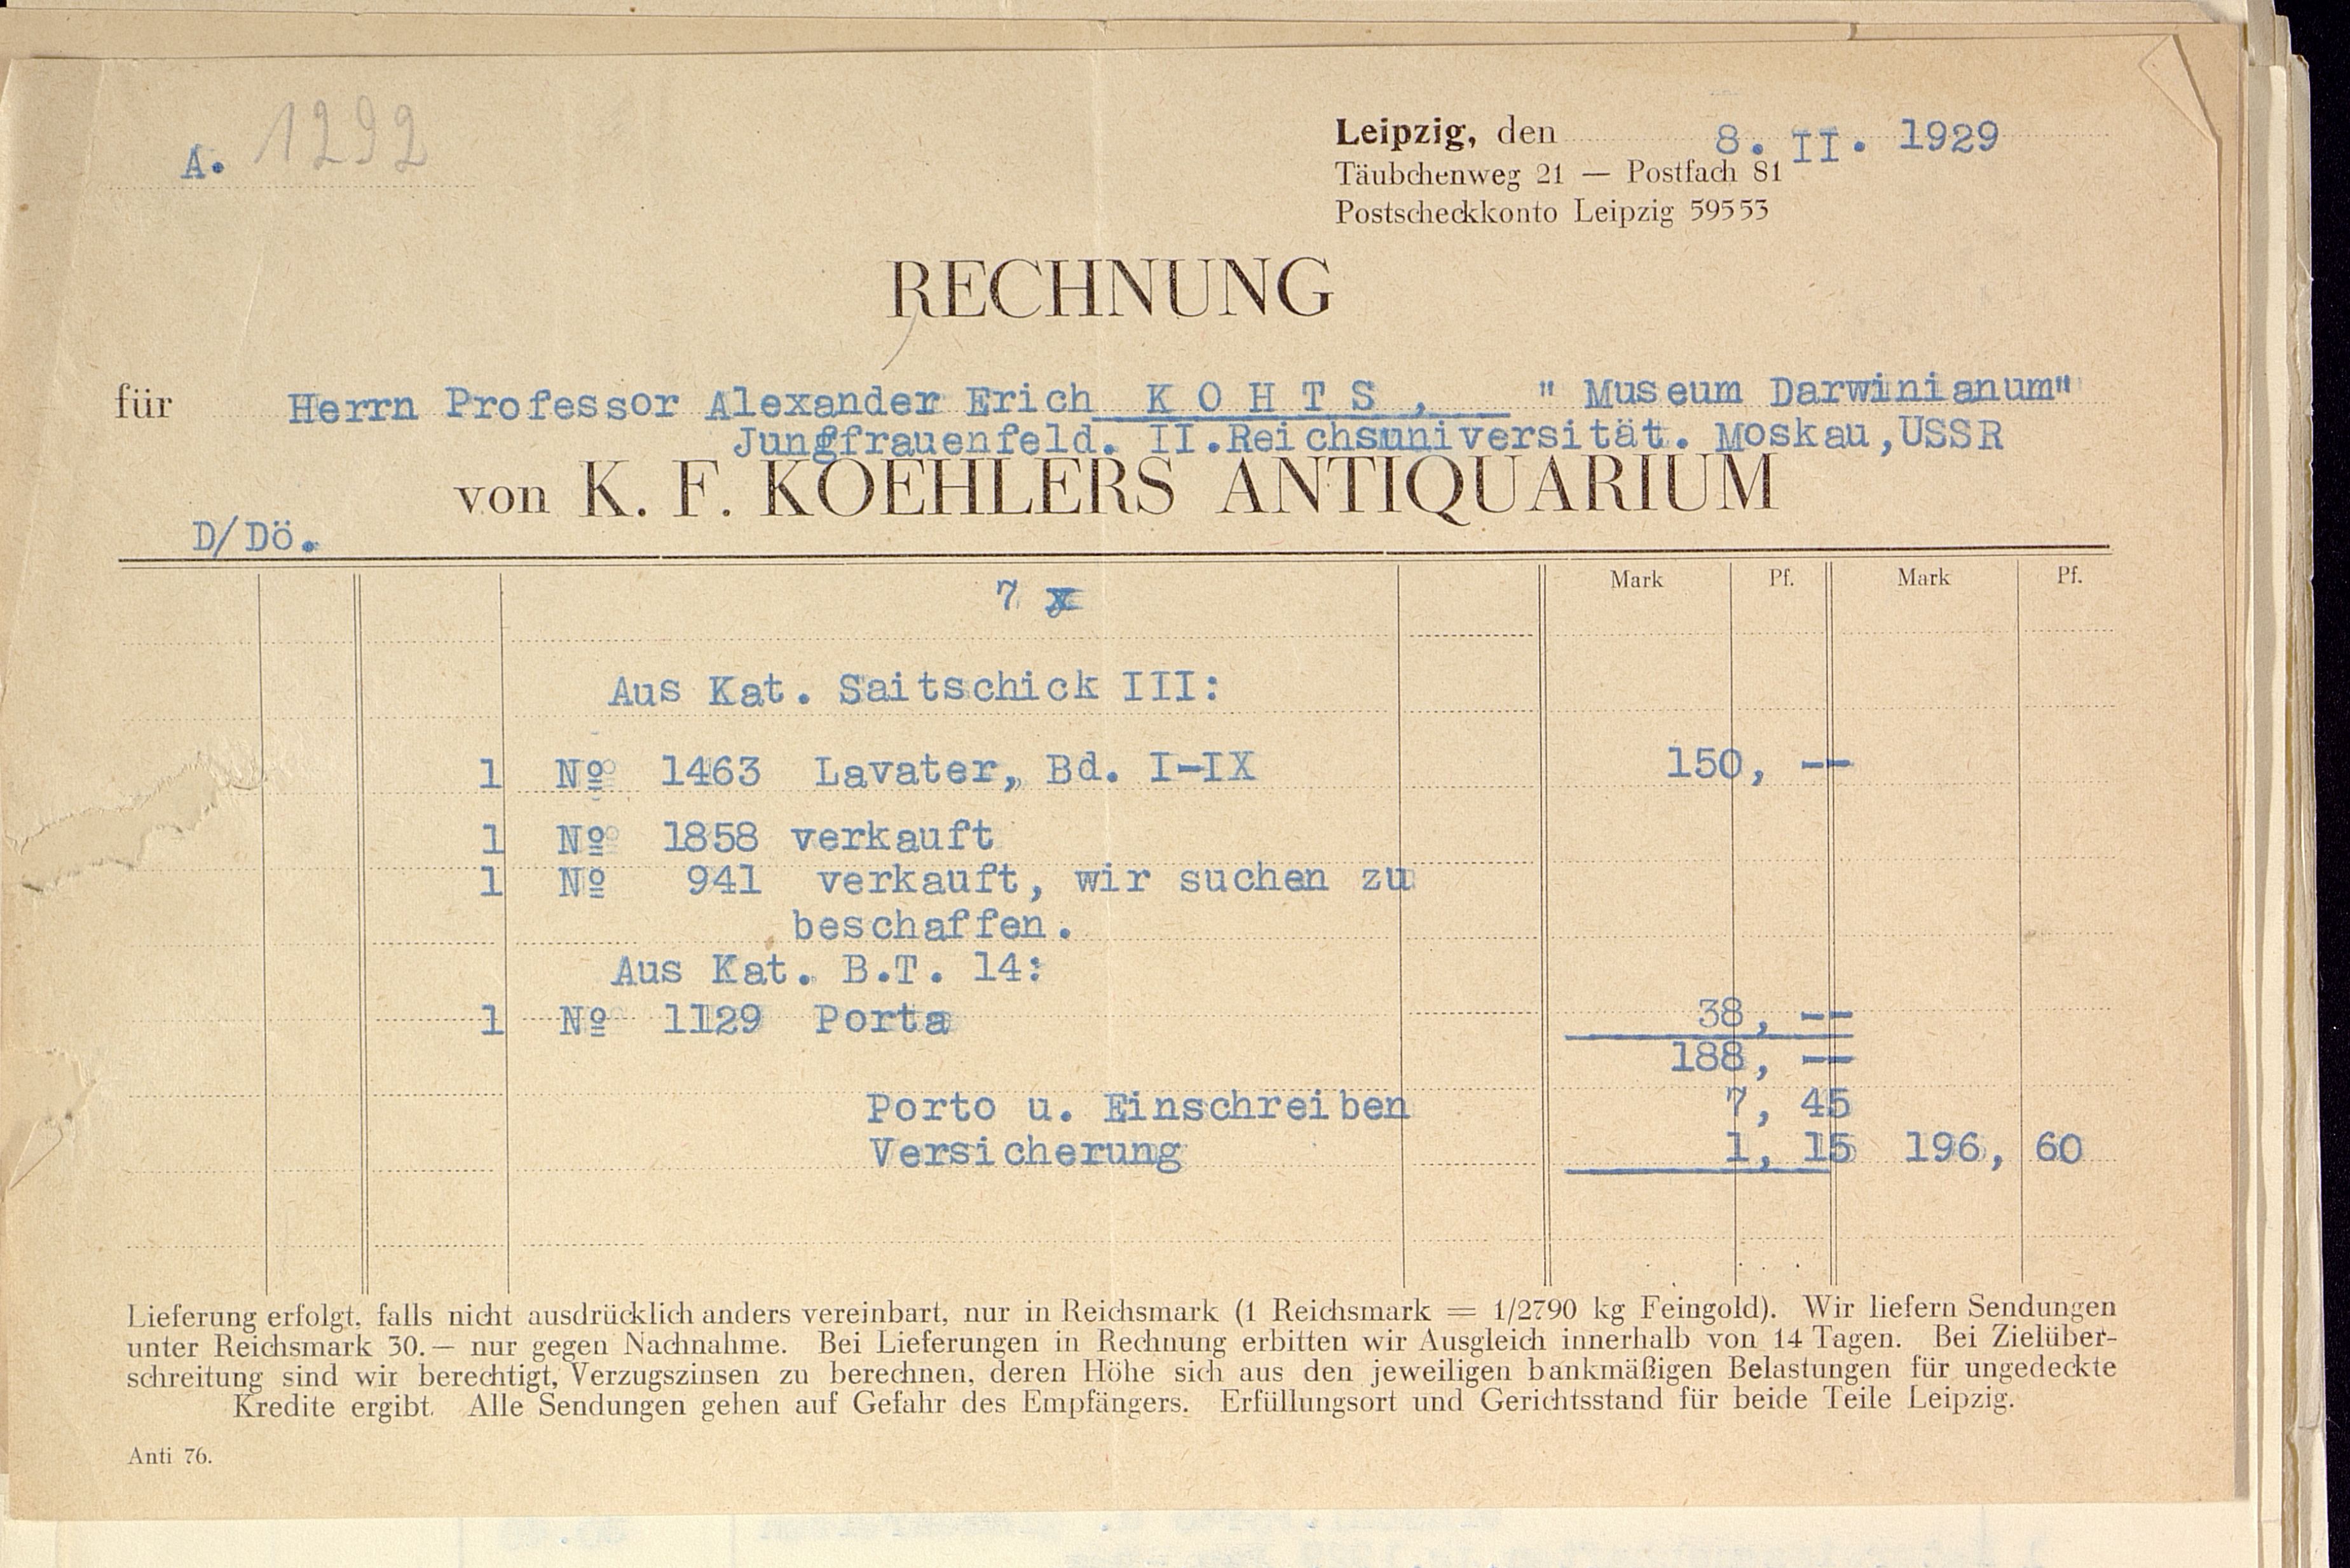 A. 1292
Leipzig, den 8. II. 1929
Täubchenweg 21 — Postfach 81
Postscheckkonto Leipzig 59553
RECHNUNG
für Herrn Professor Alexander Erich K O H T S , " Museum Darwinianum"
Jungfrauenfeld. II.Reichsuniversität. Moskau,USSR
von K. F. KOEHLERS ANTIQUARIUM
D/Dö.
Mark Pf. Mark Pf.
7
Aus Kat. Saitschick III:
1 Nº 1463 Lavater, Bd. I-IX 150, --
1 Nº 1858 verkauft
1 Nº 941 verkauft, wir suchen zu
beschaffen.
Aus Kat. B.T. 14:
1 Nº 1129 Porta 38, --
188, --
Porto u. Einschreiben 7, 45
Versicherung 1, 15 196, 60
Lieferung erfolgt, falls nicht ausdrücklich anders vereinbart, nur in Reichsmark (1 Reichsmark = 1/2790 kg Feingold). Wir liefern Sendungen
unter Reichsmark 30.— nur gegen Nachnahme. Bei Lieferungen in Rechnung erbitten wir Ausgleich innerhalb von 14 Tagen. Bei Zielüber-
schreitung sind wir berechtigt, Verzugszinsen zu berechnen, deren Höhe sich aus den jeweiligen bankmäßigen Belastungen für ungedeckte
Kredite ergibt. Alle Sendungen gehen auf Gefahr des Empfängers. Erfüllungsort und Gerichtsstand für beide Teile Leipzig.
Anti 76.